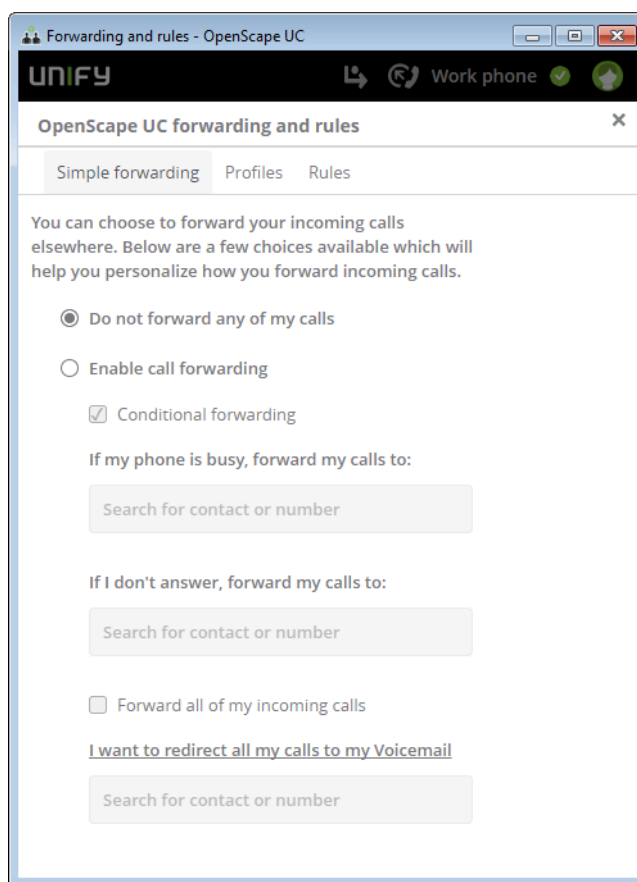 Forwarding and rules - OpenScape UC
UNIFY
Work phone
OpenScape UC forwarding and rules
Simple forwarding
Profiles
Rules
You can choose to forward your incoming calls
elsewhere. Below are a few choices available which will
help you personalize how you forward incoming calls.
Do not forward any of my calls
Enable call forwarding
Conditional forwarding
If my phone is busy, forward my calls to:
Search for contact or number
If I don't answer, forward my calls to:
Search for contact or number
Forward all of my incoming calls
I want to redirect all my calls to my Voicemail
Search for contact or number